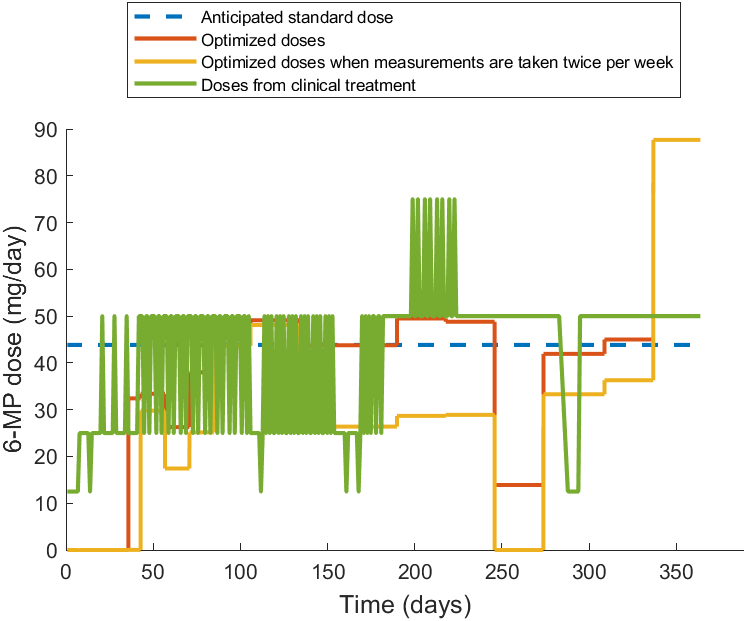 Anticipated standard dose
Optimized doses
Optimized doses when measurements are taken twice per week
Doses from clinical treatment
90
80
70
60
50
40
30
20
10
0
6-MP dose (mg/day)
0 50 100 150 200 250 300 350
Time (days)